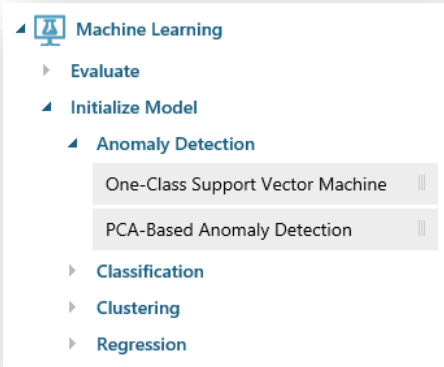 Machine Learning
Evaluate
Initialize Model
Anomaly Detection
One-Class Support Vector Machine
PCA-Based Anomaly Detection
Classification
Clustering
Regression